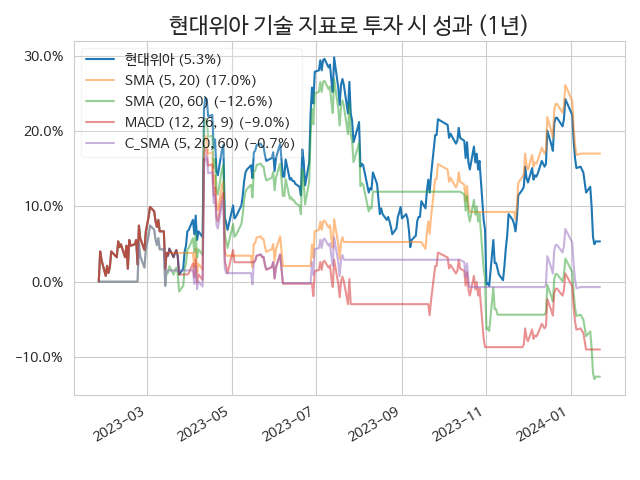 현대위아 기술 지표로 투자 시 성과 (1년)
30.0%
20.0%
10.0%
0.0%
−10.0%
현대위아 (5.3%)
SMA (5, 20) (17.0%)
SMA (20, 60) (−12.6%)
MACD (12, 26, 9) (−9.0%)
C_SMA (5, 20, 60) (−0.7%)
2023−03
2023−05
2023−07
2023−09
2023−11
2024−01